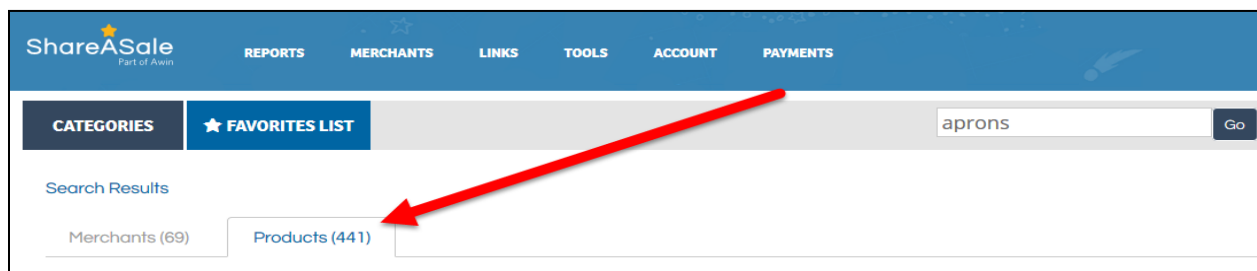 ShareASale
Part of Awin
REPORTS MERCHANTS LINKS TOOLS ACCOUNT PAYMENTS
CATEGORIES FAVORITES LIST aprons Go
Search Results
Merchants (69) Products (441)